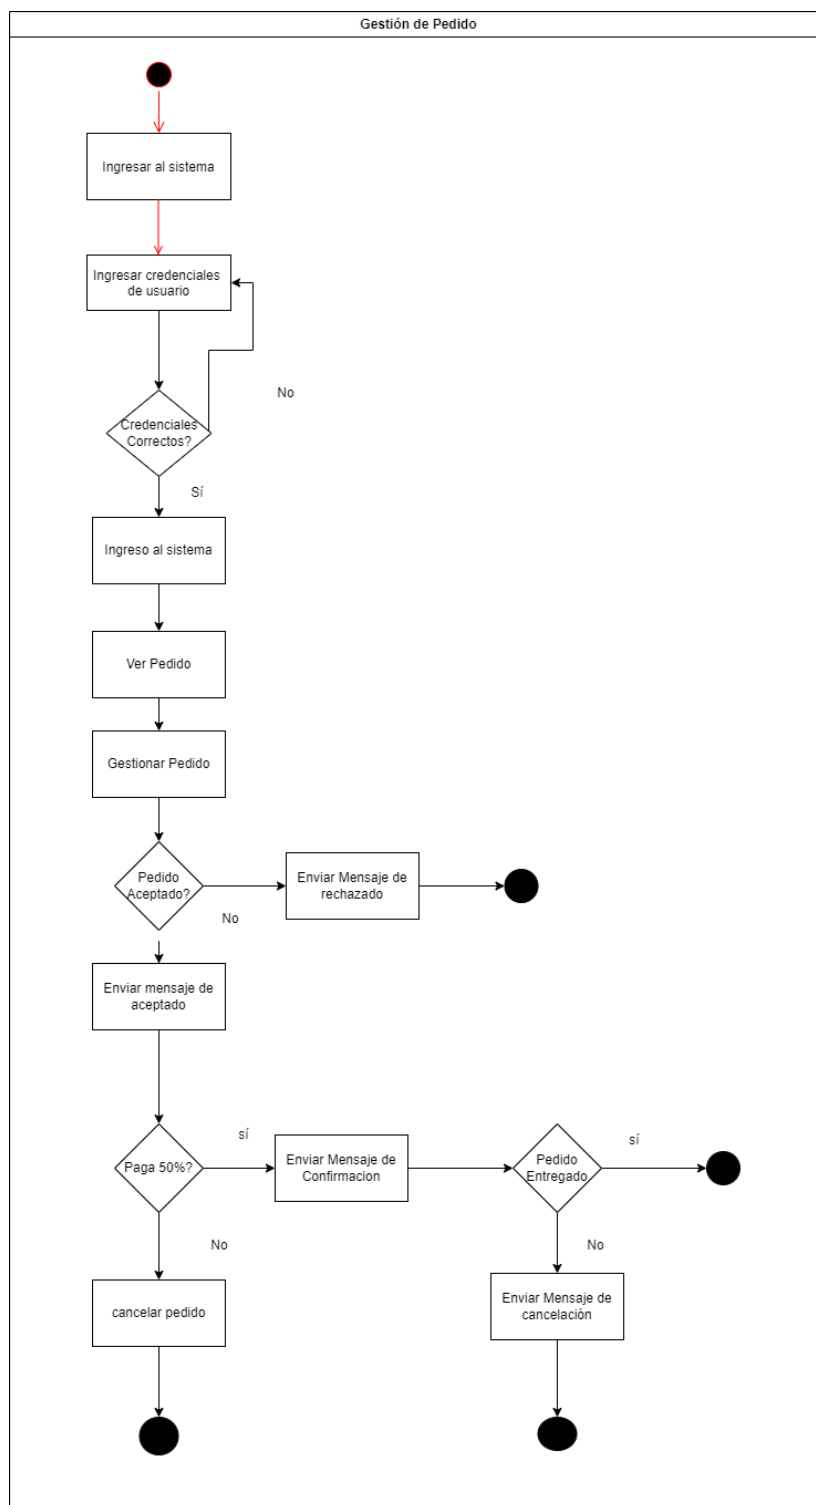 Gestión de Pedido
Ingresar al sistema
Ingresar credenciales
de usuario
No
Credenciales
Correctos?
Sí
Ingreso al sistema
Ver Pedido
Gestionar Pedido
Pedido
Aceptado?
No
Enviar Mensaje de
rechazado
Enviar mensaje de
aceptado
Paga 50%?
sí
Enviar Mensaje de
Confirmacion
Pedido
Entregado
sí
No
cancelar pedido
No
Enviar Mensaje de
cancelación